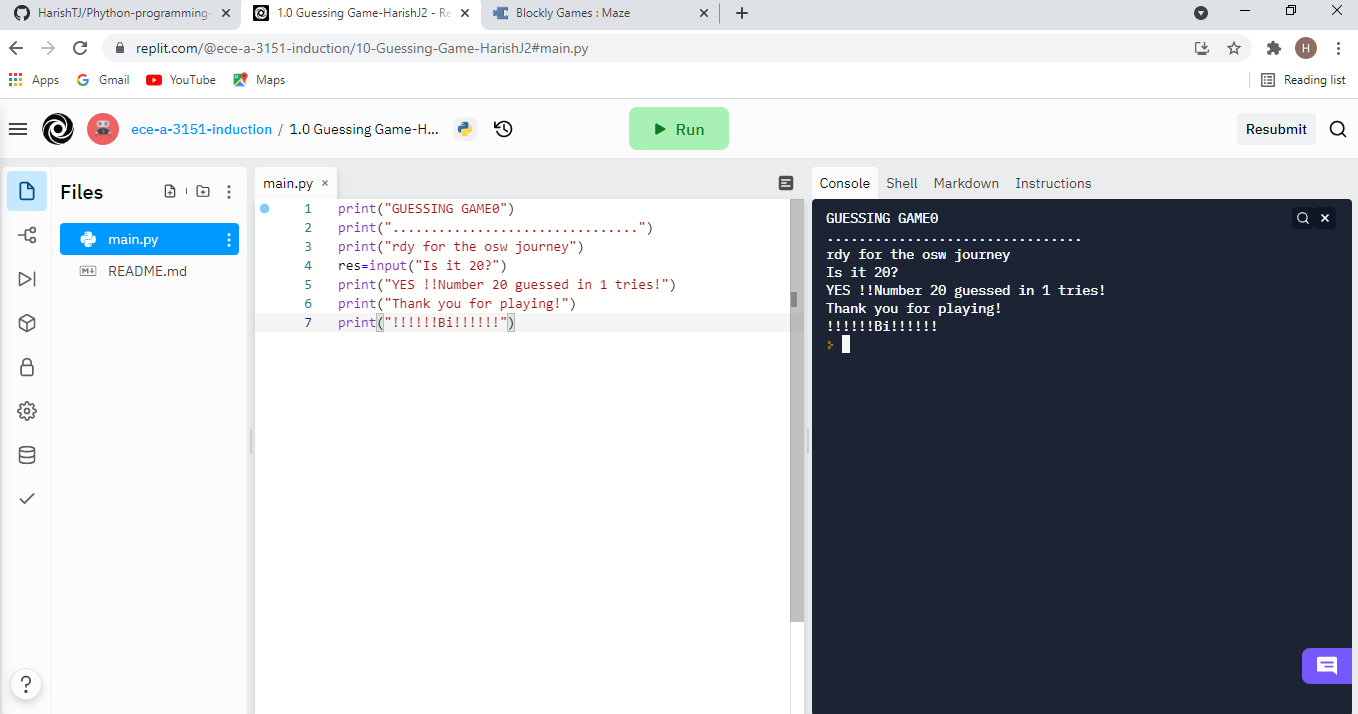 HarishTJ/Phython-programming-
1.0 Guessing Game-HarishJ2 - Re
Blockly Games : Maze
replit.com/@ece-a-3151-induction/10-Guessing-Game-HarishJ2#main.py
H
Apps
Gmail
YouTube
Maps
Reading list
ece-a-3151-induction / 1.0 Guessing Game-H...
Run
Resubmit
Files
main.py
README.md
main.py
1 print("GUESSING GAME0")
2 print("................................")
3 print("rdy for the osw journey")
4 res=input("Is it 20?")
5 print("YES !!Number 20 guessed in 1 tries!")
6 print("Thank you for playing!")
7 print("!!!!!!Bi!!!!!!")
Console
Shell
Markdown
Instructions
GUESSING GAME0
................................
rdy for the osw journey
Is it 20?
YES !!Number 20 guessed in 1 tries!
Thank you for playing!
!!!!!!Bi!!!!!!
?